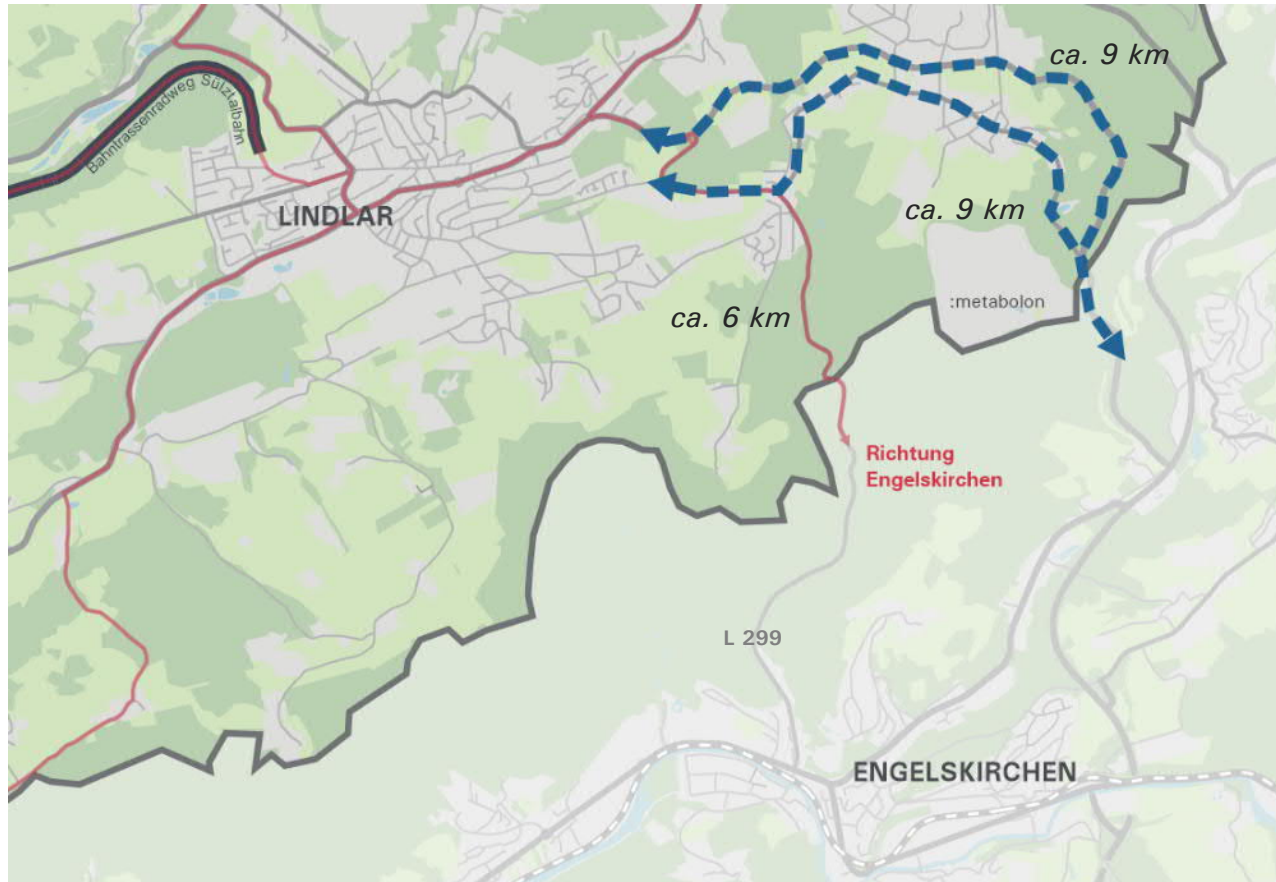 ca. 9 km
Bahntrassenradweg Sülztalbahn
LINDLAR
ca. 9 km
:metabolon
ca. 6 km
Richtung
Engelskirchen
L 299
ENGELSKIRCHEN